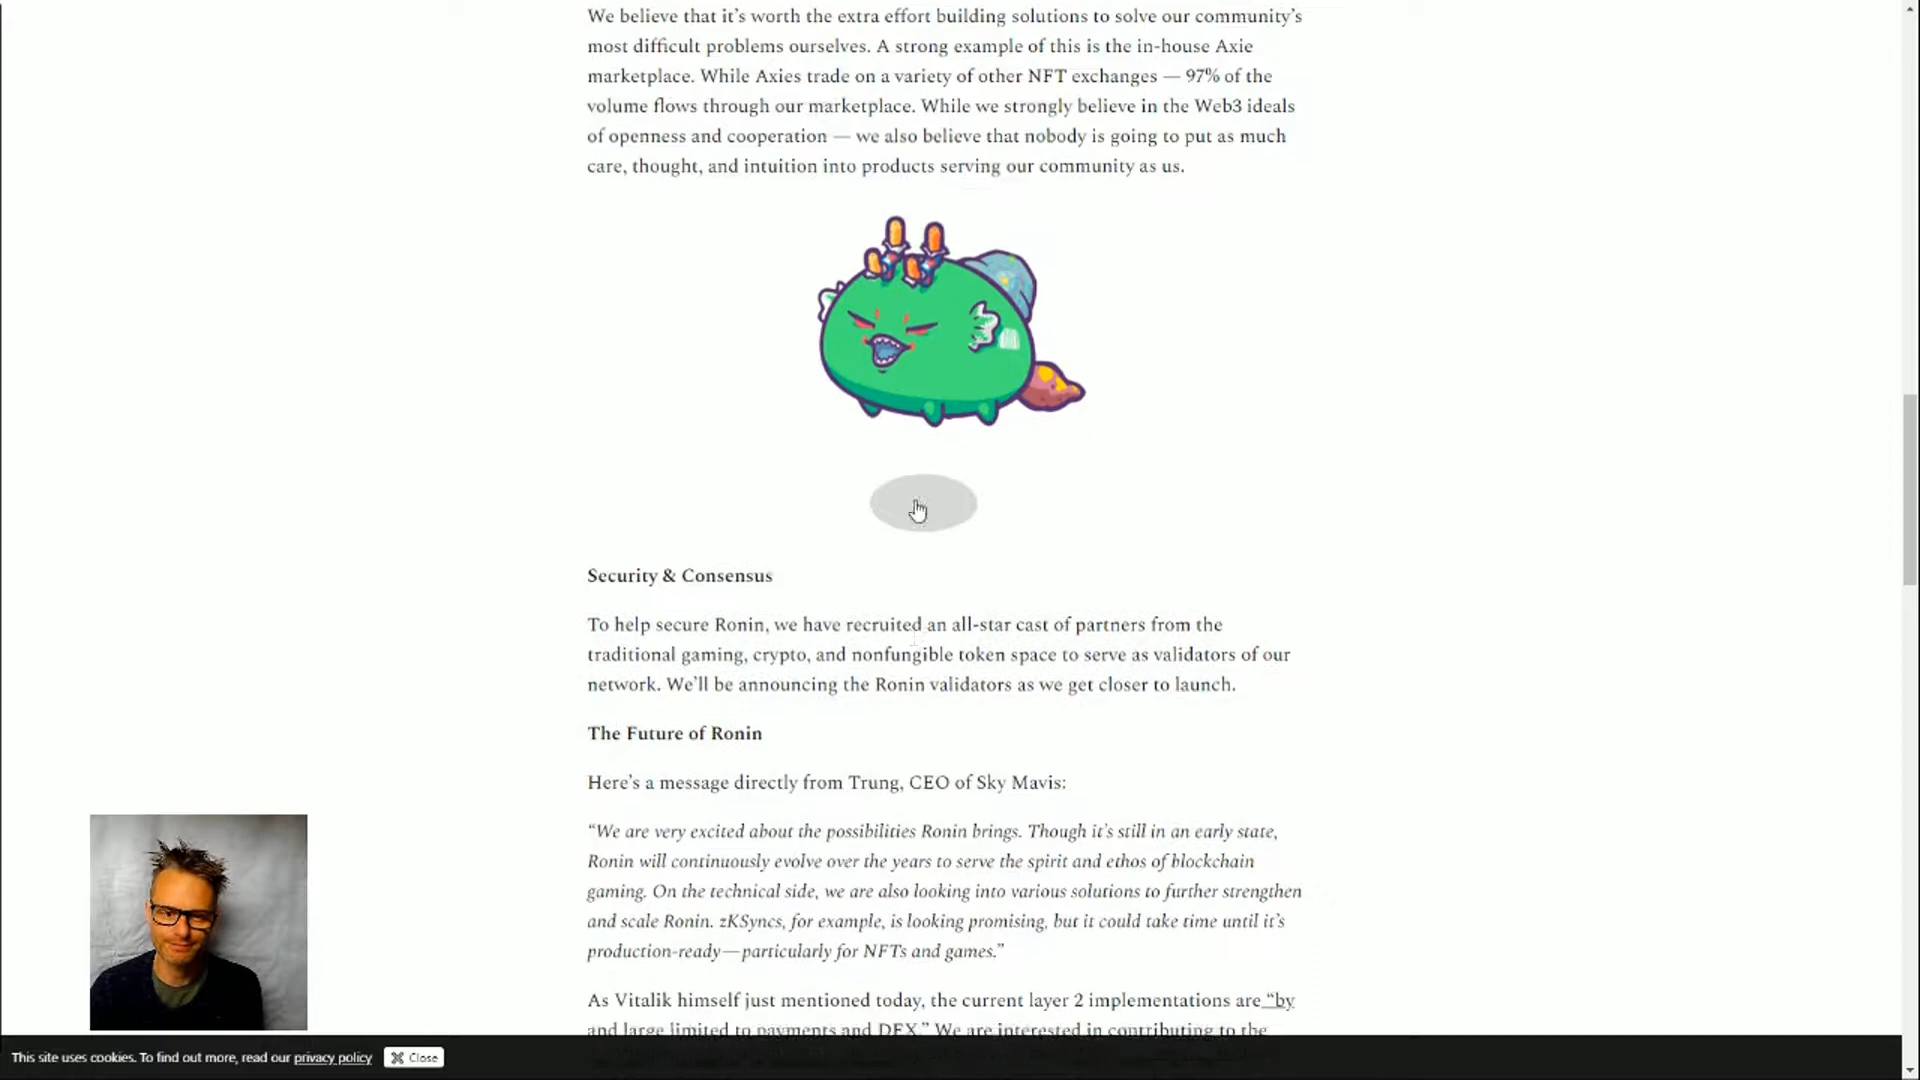 We believe that it’s worth the extra effort building solutions to solve our community’s
most difficult problems ourselves. A strong example of this is the in-house Axie
marketplace. While Axies trade on a variety of other NFT exchanges — 97% of the
volume flows through our marketplace. While we strongly believe in the Web3 ideals
of openness and cooperation — we also believe that nobody is going to put as much
care, thought, and intuition into products serving our community as us.
Security & Consensus
To help secure Ronin, we have recruited an all-star cast of partners from the
traditional gaming, crypto, and nonfungible token space to serve as validators of our
network. We’ll be announcing the Ronin validators as we get closer to launch.
The Future of Ronin
Here’s a message directly from Trung, CEO of Sky Mavis:
“We are very excited about the possibilities Ronin brings. Though it’s still in an early state,
Ronin will continuously evolve over the years to serve the spirit and ethos of blockchain
gaming. On the technical side, we are also looking into various solutions to further strengthen
and scale Ronin. zKSyncs, for example, is looking promising, but it could take time until it’s
production-ready—particularly for NFTs and games.”
As Vitalik himself just mentioned today, the current layer 2 implementations are “by
and large limited to payments and DEX.” We are interested in contributing to the
This site uses cookies. To find out more, read our privacy policy Close